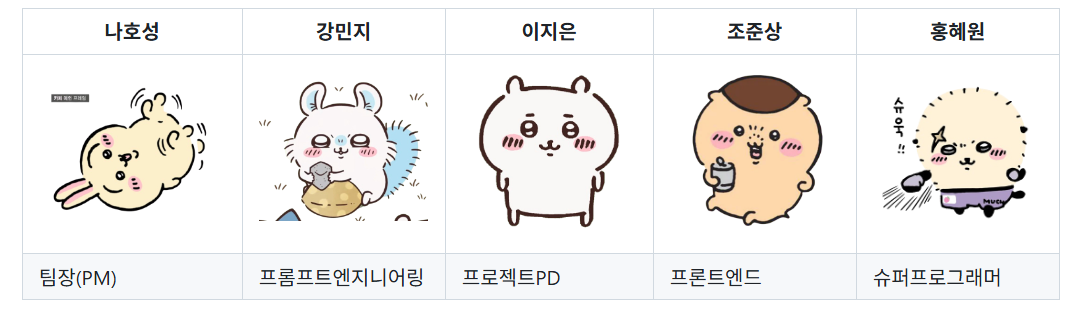 나호성
강민지
이지은
조준상
홍혜원
슈욱!!
MUCH
팀장(PM)
프롬프트엔지니어링
프로젝트PD
프론트엔드
슈퍼프로그래머